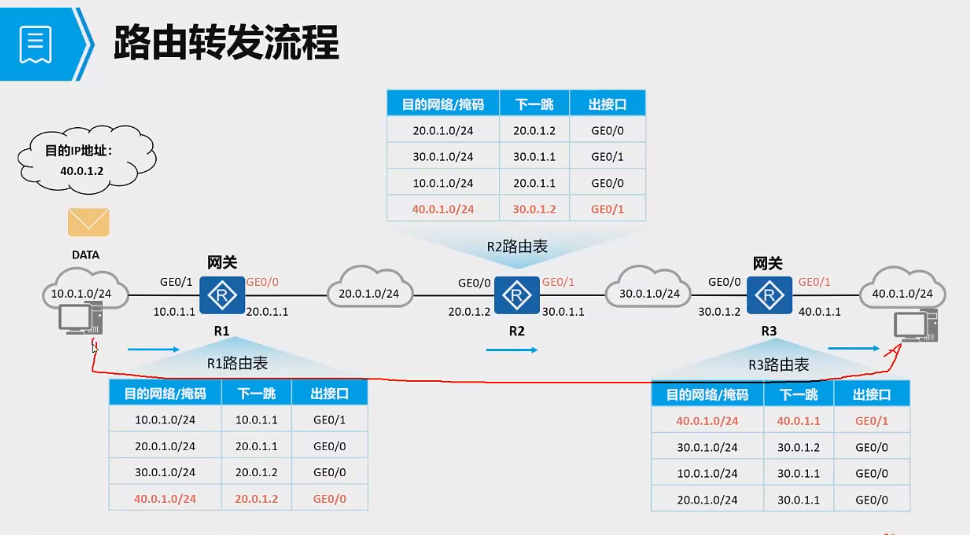 路由转发流程
目的IP地址：
40.0.1.2
DATA
目的网络/掩码 下一跳 出接口
20.0.1.0/24 20.0.1.2 GE0/0
30.0.1.0/24 30.0.1.1 GE0/1
10.0.1.0/24 20.0.1.1 GE0/0
40.0.1.0/24 30.0.1.2 GE0/1
R2路由表
网关 网关
GE0/1 GE0/0 GE0/0 GE0/1 GE0/0 GE0/1
10.0.1.0/24 20.0.1.0/24 30.0.1.0/24 40.0.1.0/24
10.0.1.1 20.0.1.1 20.0.1.2 30.0.1.1 30.0.1.2 40.0.1.1
R1 R2 R3
R1路由表
目的网络/掩码 下一跳 出接口
10.0.1.0/24 10.0.1.1 GE0/1
20.0.1.0/24 20.0.1.1 GE0/0
30.0.1.0/24 20.0.1.2 GE0/0
40.0.1.0/24 20.0.1.2 GE0/0
R3路由表
目的网络/掩码 下一跳 出接口
40.0.1.0/24 40.0.1.1 GE0/1
30.0.1.0/24 30.0.1.2 GE0/0
10.0.1.0/24 30.0.1.1 GE0/0
20.0.1.0/24 30.0.1.1 GE0/0